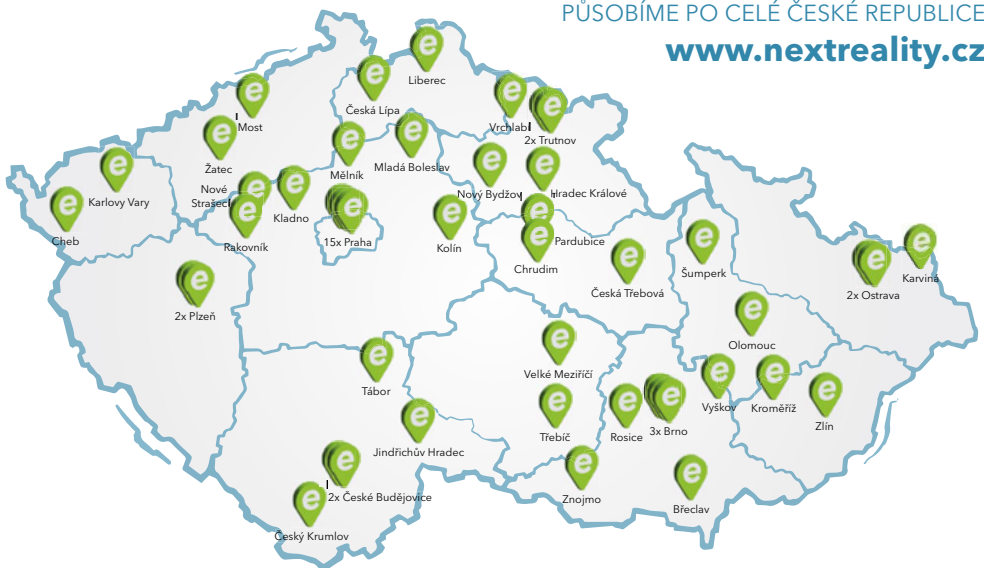 PŮSOBÍME PO CELÉ ČESKÉ REPUBLICE
www.nextreality.cz
Liberec
Česká Lípa
Most
Vrchlabí
2x Trutnov
Žatec
Mělník
Mladá Boleslav
Nový Bydžov
Hradec Králové
Karlovy Vary
Nové
Strašecí
Kladno
Cheb
Rakovník
15x Praha
Kolín
Pardubice
Chrudim
Česká Třebová
Šumperk
2x Ostrava
Karviná
2x Plzeň
Olomouc
Velké Meziříčí
Tábor
Třebíč
Rosice
3x Brno
Vyškov
Kroměříž
Zlín
Jindřichův Hradec
2x České Budějovice
Znojmo
Břeclav
Český Krumlov